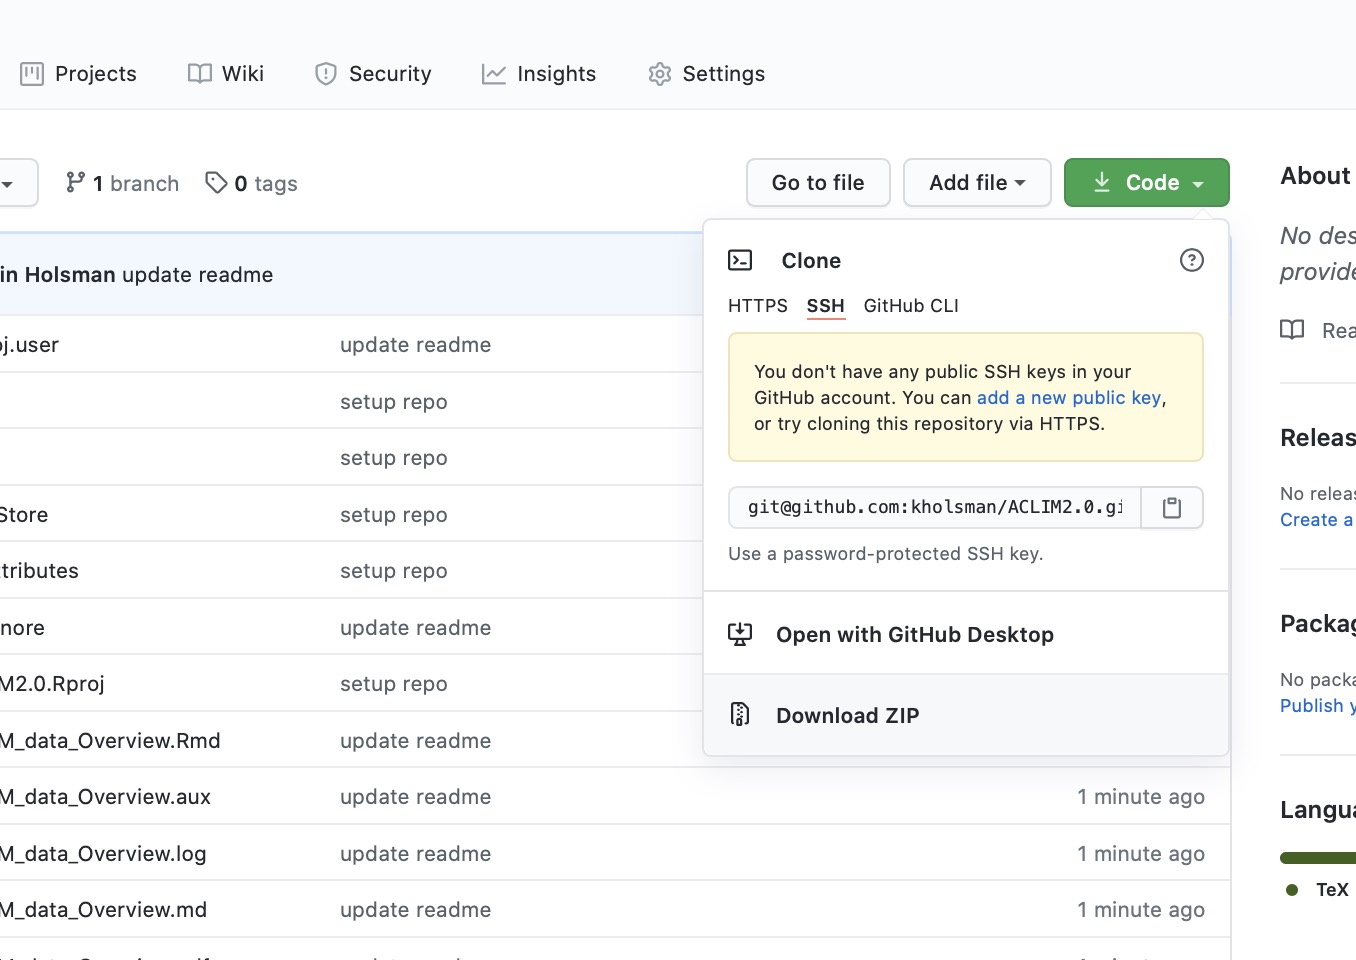 Projects Wiki Security Insights Settings
1 branch 0 tags Go to file Add file Code
About
No des
provide
in Holsman update readme
Clone
HTTPS SSH GitHub CLI
You don't have any public SSH keys in your
GitHub account. You can add a new public key,
or try cloning this repository via HTTPS.
git@github.com:kholsman/ACLIM2.0.gi
Use a password-protected SSH key.
Open with GitHub Desktop
Download ZIP
j.user update readme
setup repo
setup repo
Store setup repo
tributes setup repo
nore update readme
M2.0.Rproj setup repo
M_data_Overview.Rmd update readme
M_data_Overview.aux update readme 1 minute ago
M_data_Overview.log update readme 1 minute ago
M_data_Overview.md update readme 1 minute ago
Rea
Releas
No releas
Create a
Packag
No packa
Publish y
Langua
TeX